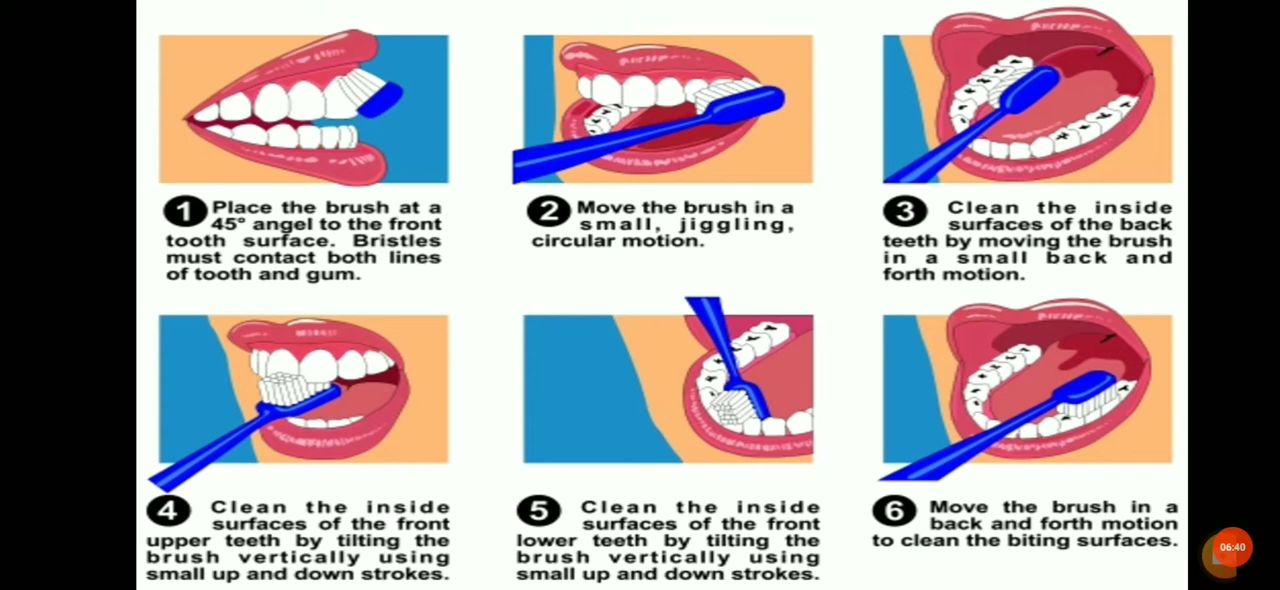 1 Place the brush at a
45° angel to the front
tooth surface. Bristles
must contact both lines
of tooth and gum.
2 Move the brush in a
small, jiggling,
circular motion.
3 Clean the inside
surfaces of the back
teeth by moving the brush
in a small back and
forth motion.
4 Clean the inside
surfaces of the front
upper teeth by tilting the
brush vertically using
small up and down strokes.
5 Clean the inside
surfaces of the front
lower teeth by tilting the
brush vertically using
small up and down strokes.
6 Move the brush in a
back and forth motion
to clean the biting surfaces.
06:40